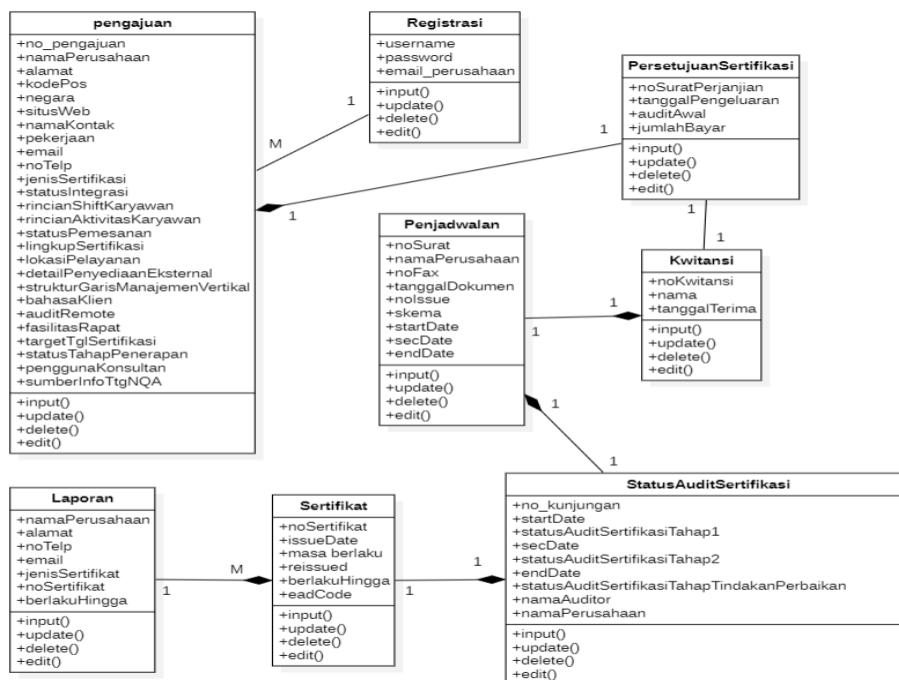 pengajuan
+no_pengajuan
+namaPerusahaan
+alamat
+kodePos
+negara
+situsWeb
+namaKontak
+pekerjaan
+email
+noTelp
+jenisSertifikasi
+statusIntegrasi
+rincianShiftKaryawan
+rincianAktivitasKaryawan
+statusPemesanan
+lingkupSertifikasi
+lokasiPelayanan
+detailPenyediaanEksternal
+strukturGarisManajemenVertikal
+bahasaKlien
+auditRemote
+fasilitasRapat
+targetTglSertifikasi
+statusTahapPenerapan
+penggunaKonsultan
+sumberInfoTtgNQA
+input()
+update()
+delete()
+edit()
M
1
Registrasi
+username
+password
+email_perusahaan
+input()
+update()
+delete()
+edit()
1
1
PersetujuanSertifikasi
+noSuratPerjanjian
+tanggalPengeluaran
+auditAwal
+jumlahBayar
+input()
+update()
+delete()
+edit()
1
1
Kwitansi
+noKwitansi
+nama
+tanggalTerima
+input()
+update()
+delete()
+edit()
1
1
Penjadwalan
+noSurat
+namaPerusahaan
+noFax
+tanggalDokumen
+noIssue
+skema
+startDate
+secDate
+endDate
+input()
+update()
+delete()
+edit()
1
1
StatusAuditSertifikasi
+no_kunjungan
+startDate
+statusAuditSertifikasiTahap1
+secDate
+statusAuditSertifikasiTahap2
+endDate
+statusAuditSertifikasiTahapTindakanPerbaikan
+namaAuditor
+namaPerusahaan
+input()
+update()
+delete()
+edit()
1
1
Sertifikat
+noSertifikat
+issueDate
+masa berlaku
+reissued
+berlakuHingga
+eadCode
+input()
+update()
+delete()
+edit()
M
1
Laporan
+namaPerusahaan
+alamat
+noTelp
+email
+jenisSertifikat
+noSertifikat
+berlakuHingga
+input()
+update()
+delete()
+edit()